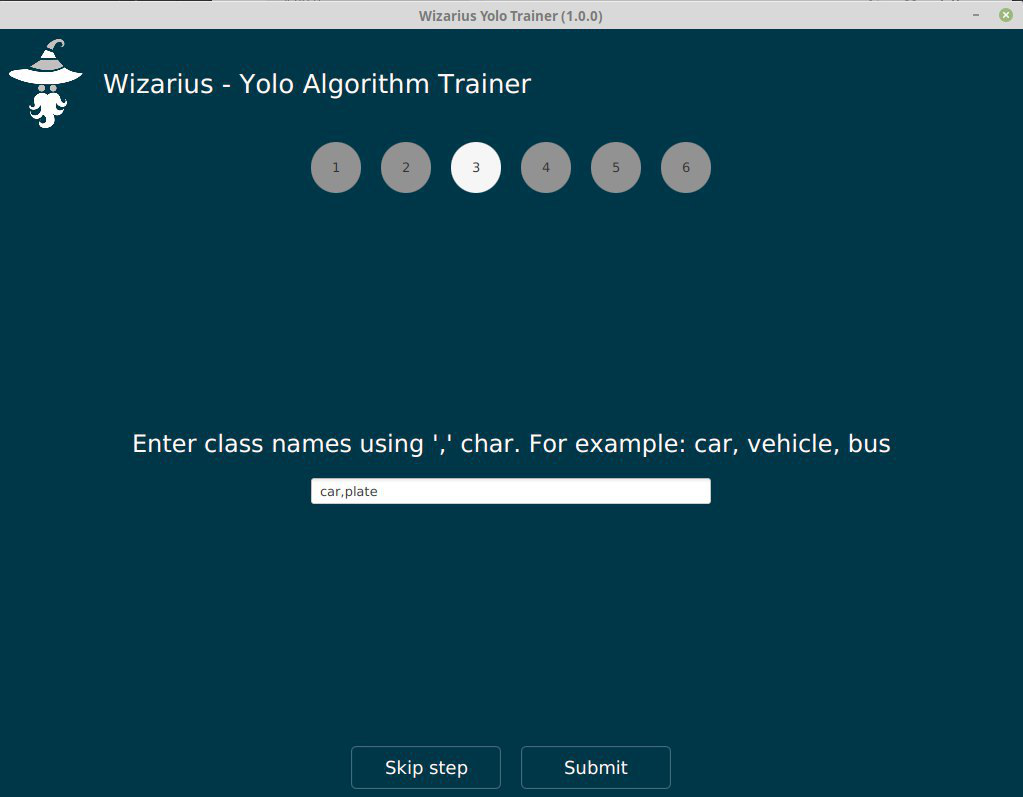 Wizarius Yolo Trainer (1.0.0)
Wizarius - Yolo Algorithm Trainer
1 2 3 4 5 6
Enter class names using ',' char. For example: car, vehicle, bus
car,plate
Skip step Submit